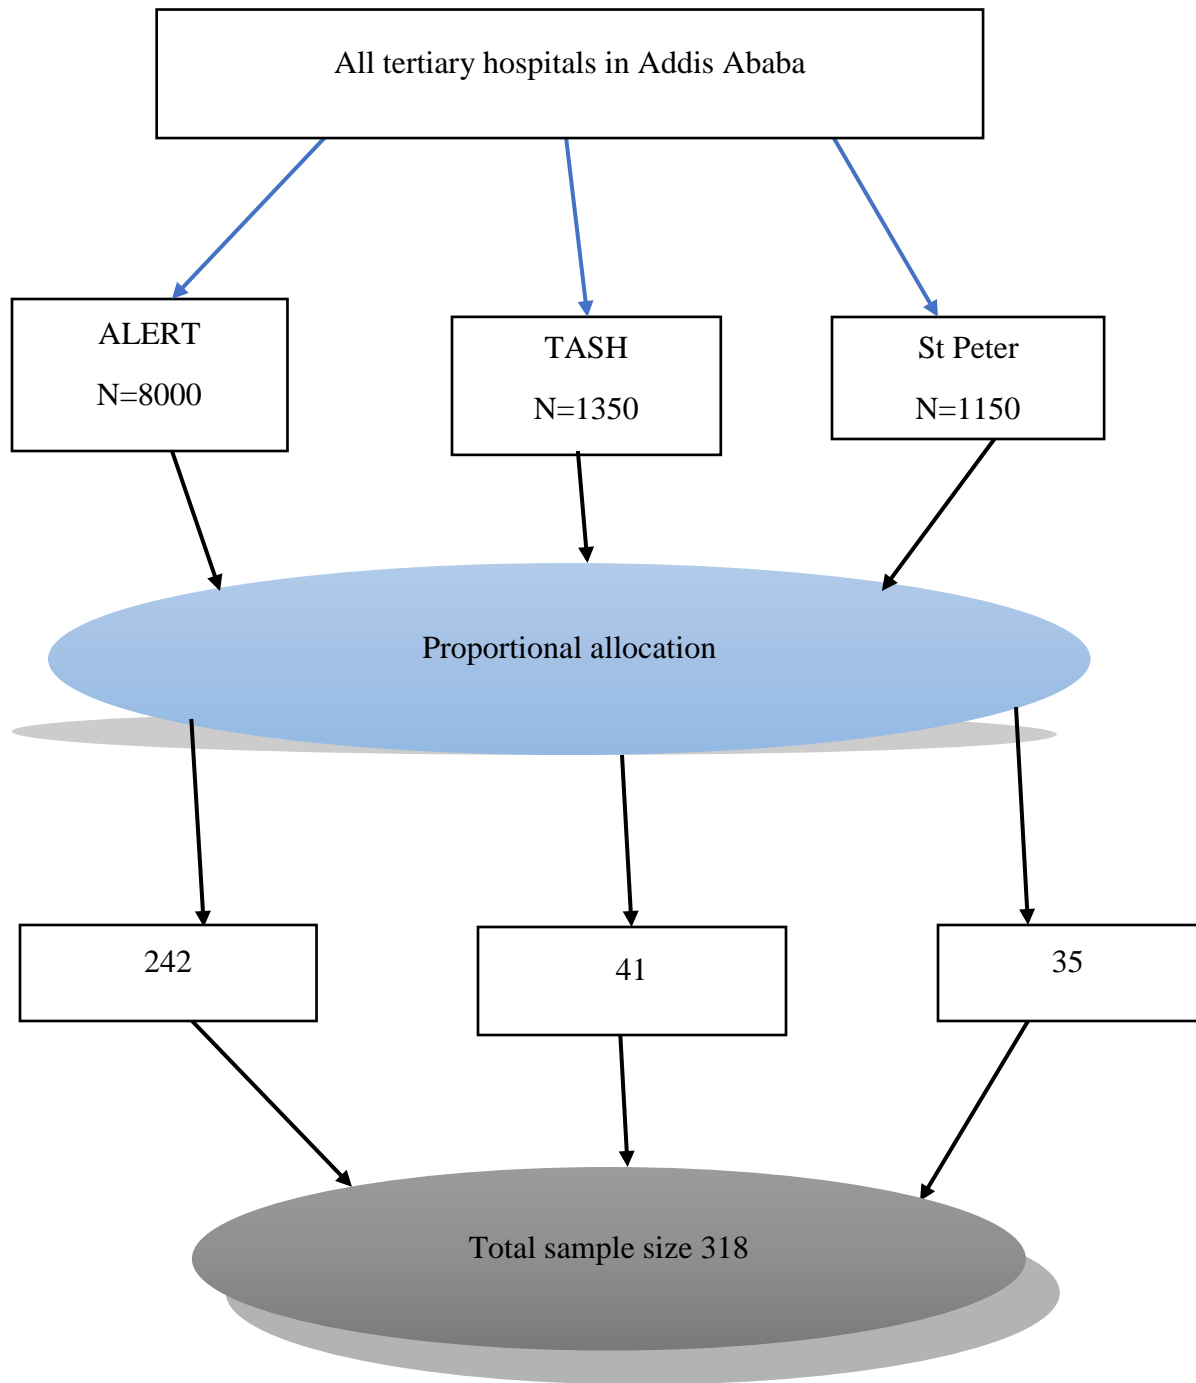 All tertiary hospitals in Addis Ababa
ALERT
N=8000
TASH
N=1350
St Peter
N=1150
Proportional allocation
242
41
35
Total sample size 318